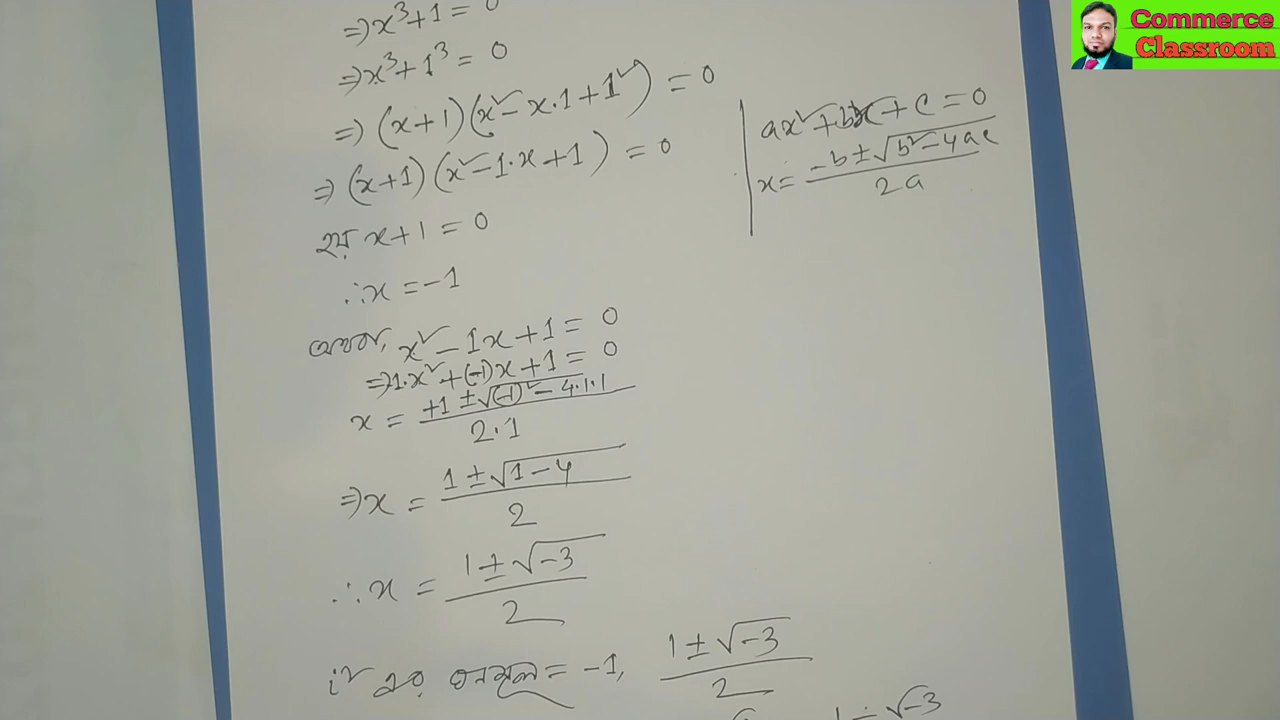 Commerce
Classroom
⇒x³+1 = 0
⇒x³+1³ = 0
⇒ (x+1)(x²-x.1+1²) = 0
⇒ (x+1)(x²-1.x+1) = 0
হয় x+1 = 0
∴x = -1
অথবা, x²-1x+1 = 0
⇒1.x²+(-1)x+1 = 0
x = (+1±√((-1)²-4.1.1))/(2.1)
⇒x = (1±√(1-4))/2
∴x = (1±√-3)/2
i² এর ঘনমূল = -1, (1±√-3)/2
ax²+bx+c=0
x = (-b±√(b²-4ac))/(2a)